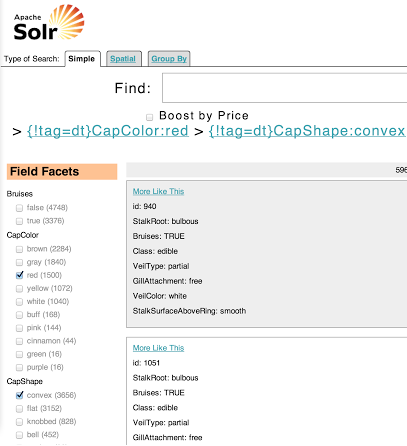 Apache
Solr
Type of Search: Simple Spatial Group By
Find:
Boost by Price
> {!tag=dt}CapColor:red > {!tag=dt}CapShape:convex
Field Facets
596
Bruises
false (4748)
true (3376)
CapColor
brown (2284)
gray (1840)
red (1500)
yellow (1072)
white (1040)
buff (168)
pink (144)
cinnamon (44)
green (16)
purple (16)
CapShape
convex (3656)
flat (3152)
knobbed (828)
bell (452)
More Like This
id: 940
StalkRoot: bulbous
Bruises: TRUE
Class: edible
VeilType: partial
GillAttachment: free
VeilColor: white
StalkSurfaceAboveRing: smooth
More Like This
id: 1051
StalkRoot: bulbous
Bruises: TRUE
Class: edible
VeilType: partial
GillAttachment: free